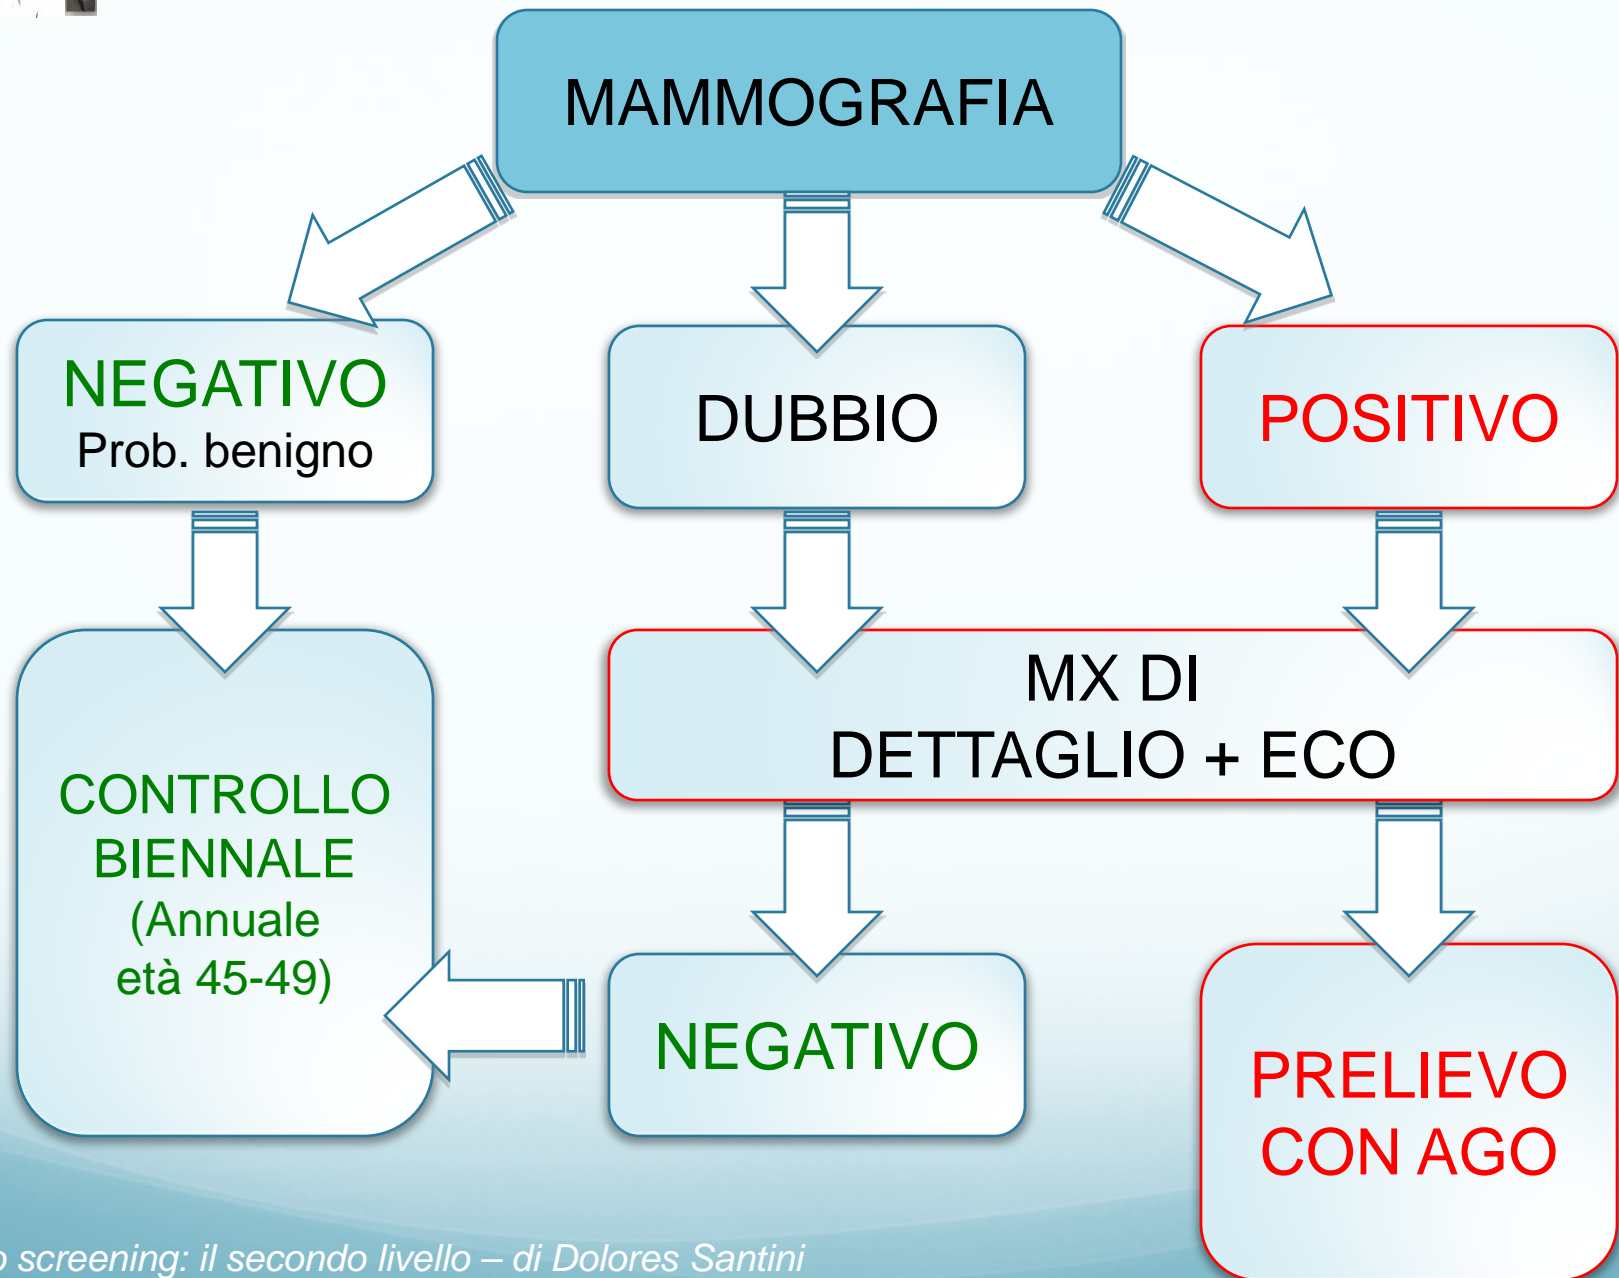 MAMMOGRAFIA
NEGATIVO
Prob. benigno
DUBBIO
POSITIVO
MX DI
DETTAGLIO + ECO
CONTROLLO
BIENNALE
(Annuale
età 45-49)
NEGATIVO
PRELIEVO
CON AGO
screening: il secondo livello – di Dolores Santini